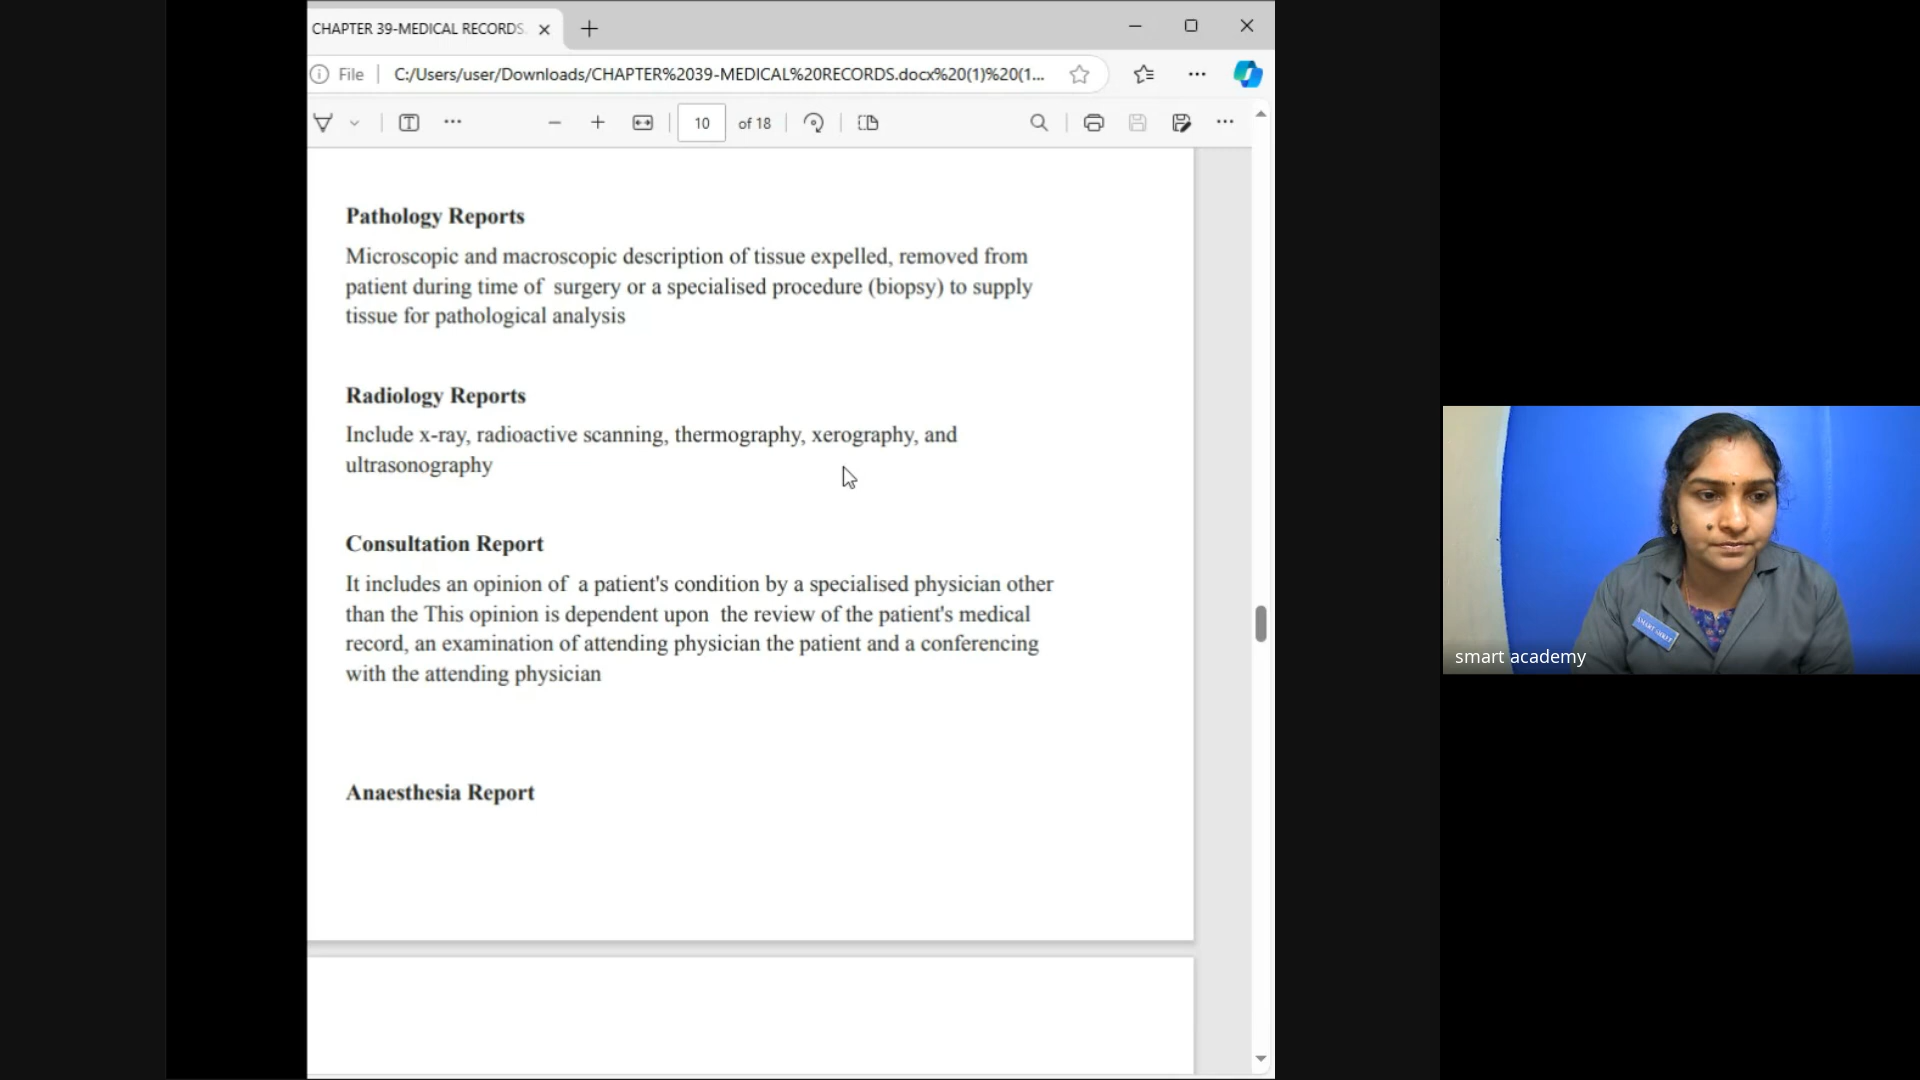 CHAPTER 39-MEDICAL RECORDS
File
C:/Users/user/Downloads/CHAPTER%2039-MEDICAL%20RECORDS.docx%20(1)%20(1...
10 of 18
Pathology Reports
Microscopic and macroscopic description of tissue expelled, removed from
patient during time of surgery or a specialised procedure (biopsy) to supply
tissue for pathological analysis
Radiology Reports
Include x-ray, radioactive scanning, thermography, xerography, and
ultrasonography
Consultation Report
It includes an opinion of a patient's condition by a specialised physician other
than the This opinion is dependent upon the review of the patient's medical
record, an examination of attending physician the patient and a conferencing
with the attending physician
Anaesthesia Report
smart academy